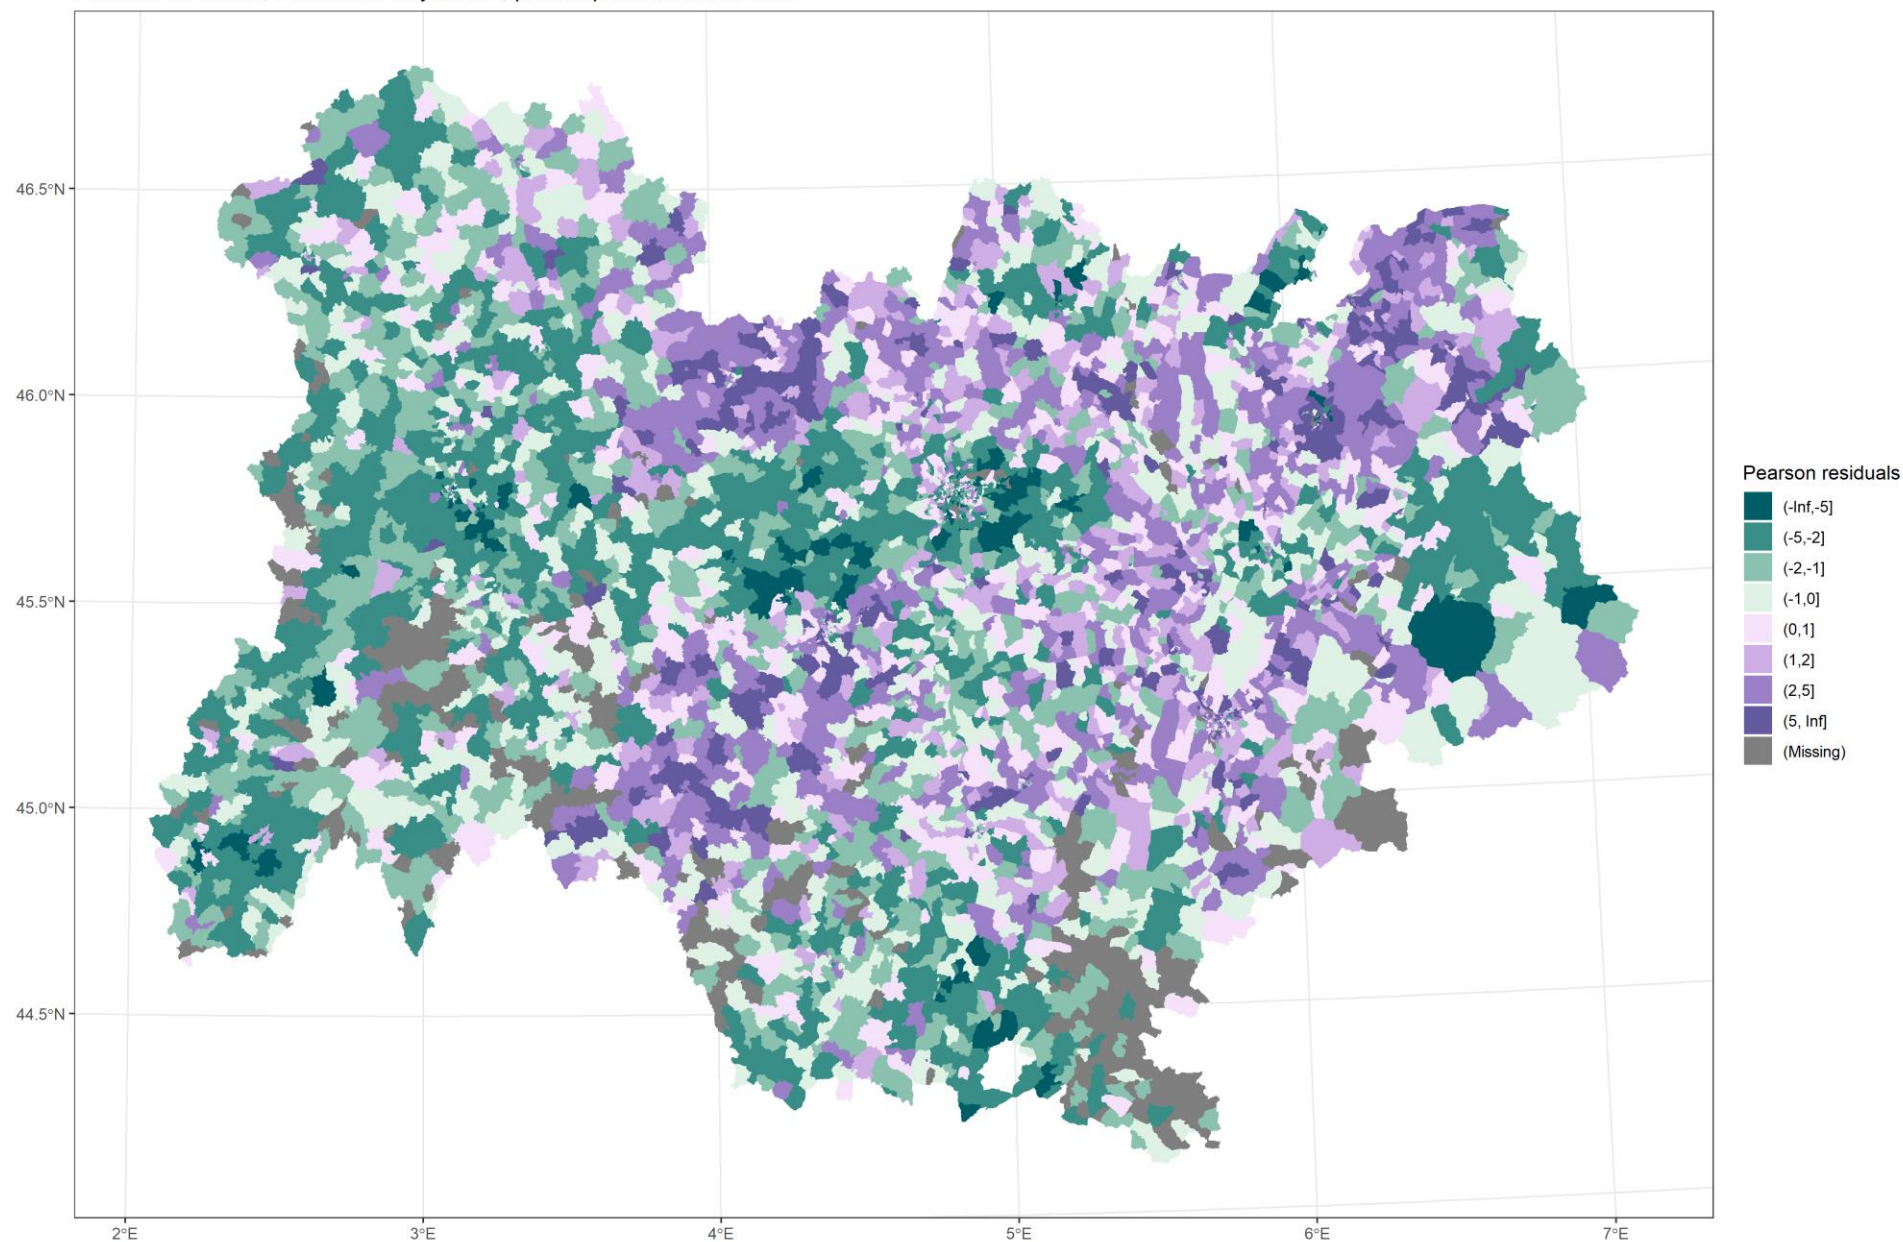 Pearson residuals
(-Inf,-5]
(-5,-2]
(-2,-1]
(-1,0]
(0,1]
(1,2]
(2,5]
(5, Inf]
(Missing)
46.5°N
46.0°N
45.5°N
45.0°N
44.5°N
2°E
3°E
4°E
5°E
6°E
7°E